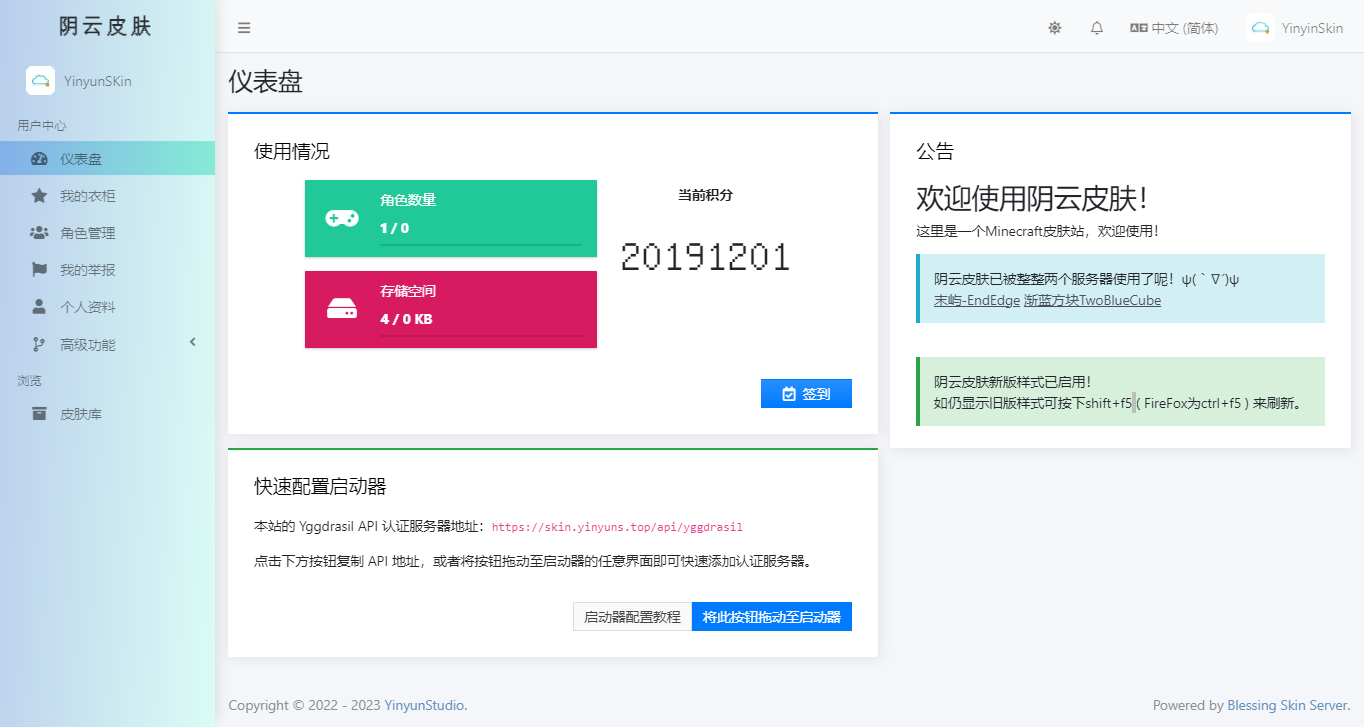 阴云皮肤
中文 (简体)
YinyinSkin
YinyunSKin
用户中心
仪表盘
我的衣柜
角色管理
我的举报
个人资料
高级功能
浏览
皮肤库
仪表盘
使用情况
角色数量
1 / 0
存储空间
4 / 0 KB
当前积分
20191201
签到
公告
欢迎使用阴云皮肤！
这里是一个Minecraft皮肤站，欢迎使用！
阴云皮肤已被整整两个服务器使用了呢！ψ(｀∇´)ψ
末屿-EndEdge 渐蓝方块TwoBlueCube
阴云皮肤新版样式已启用！
如仍显示旧版样式可按下shift+f5 ( FireFox为ctrl+f5 ) 来刷新。
快速配置启动器
本站的 Yggdrasil API 认证服务器地址：https://skin.yinyuns.top/api/yggdrasil
点击下方按钮复制 API 地址，或者将按钮拖动至启动器的任意界面即可快速添加认证服务器。
启动器配置教程
将此按钮拖动至启动器
Copyright © 2022 - 2023 YinyunStudio.
Powered by Blessing Skin Server.